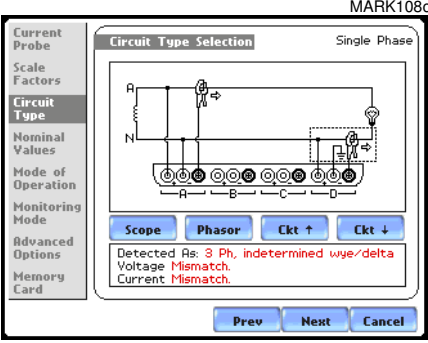 MARK108c
Current
Probe
Scale
Factors
Circuit
Type
Nominal
Values
Mode of
Operation
Monitoring
Mode
Advanced
Options
Memory
Card
Circuit Type Selection
Single Phase
A
N
A B C D
Scope Phasor Ckt ↑ Ckt ↓
Detected As: 3 Ph, indetermined wye/delta
Voltage Mismatch.
Current Mismatch.
Prev Next Cancel